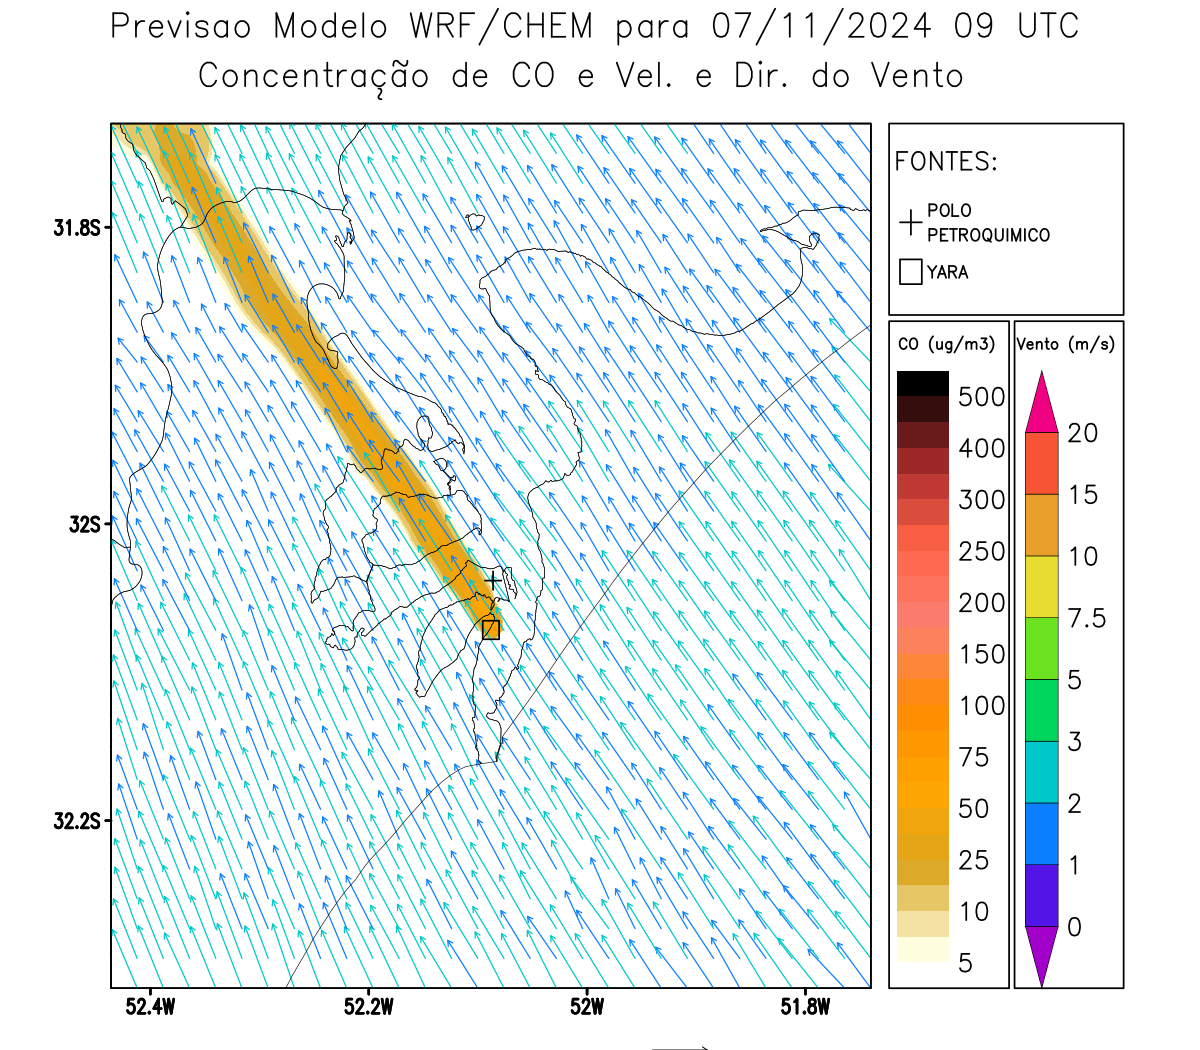 Previsao Modelo WRF/CHEM para 07/11/2024 09 UTC
Concentração de CO e Vel. e Dir. do Vento
FONTES:
POLO
PETROQUIMICO
YARA
CO (ug/m3)
500
400
300
250
200
150
100
75
50
25
10
5
Vento (m/s)
20
15
10
7.5
5
3
2
1
0
31.8S
32S
32.2S
52.4W
52.2W
52W
51.8W